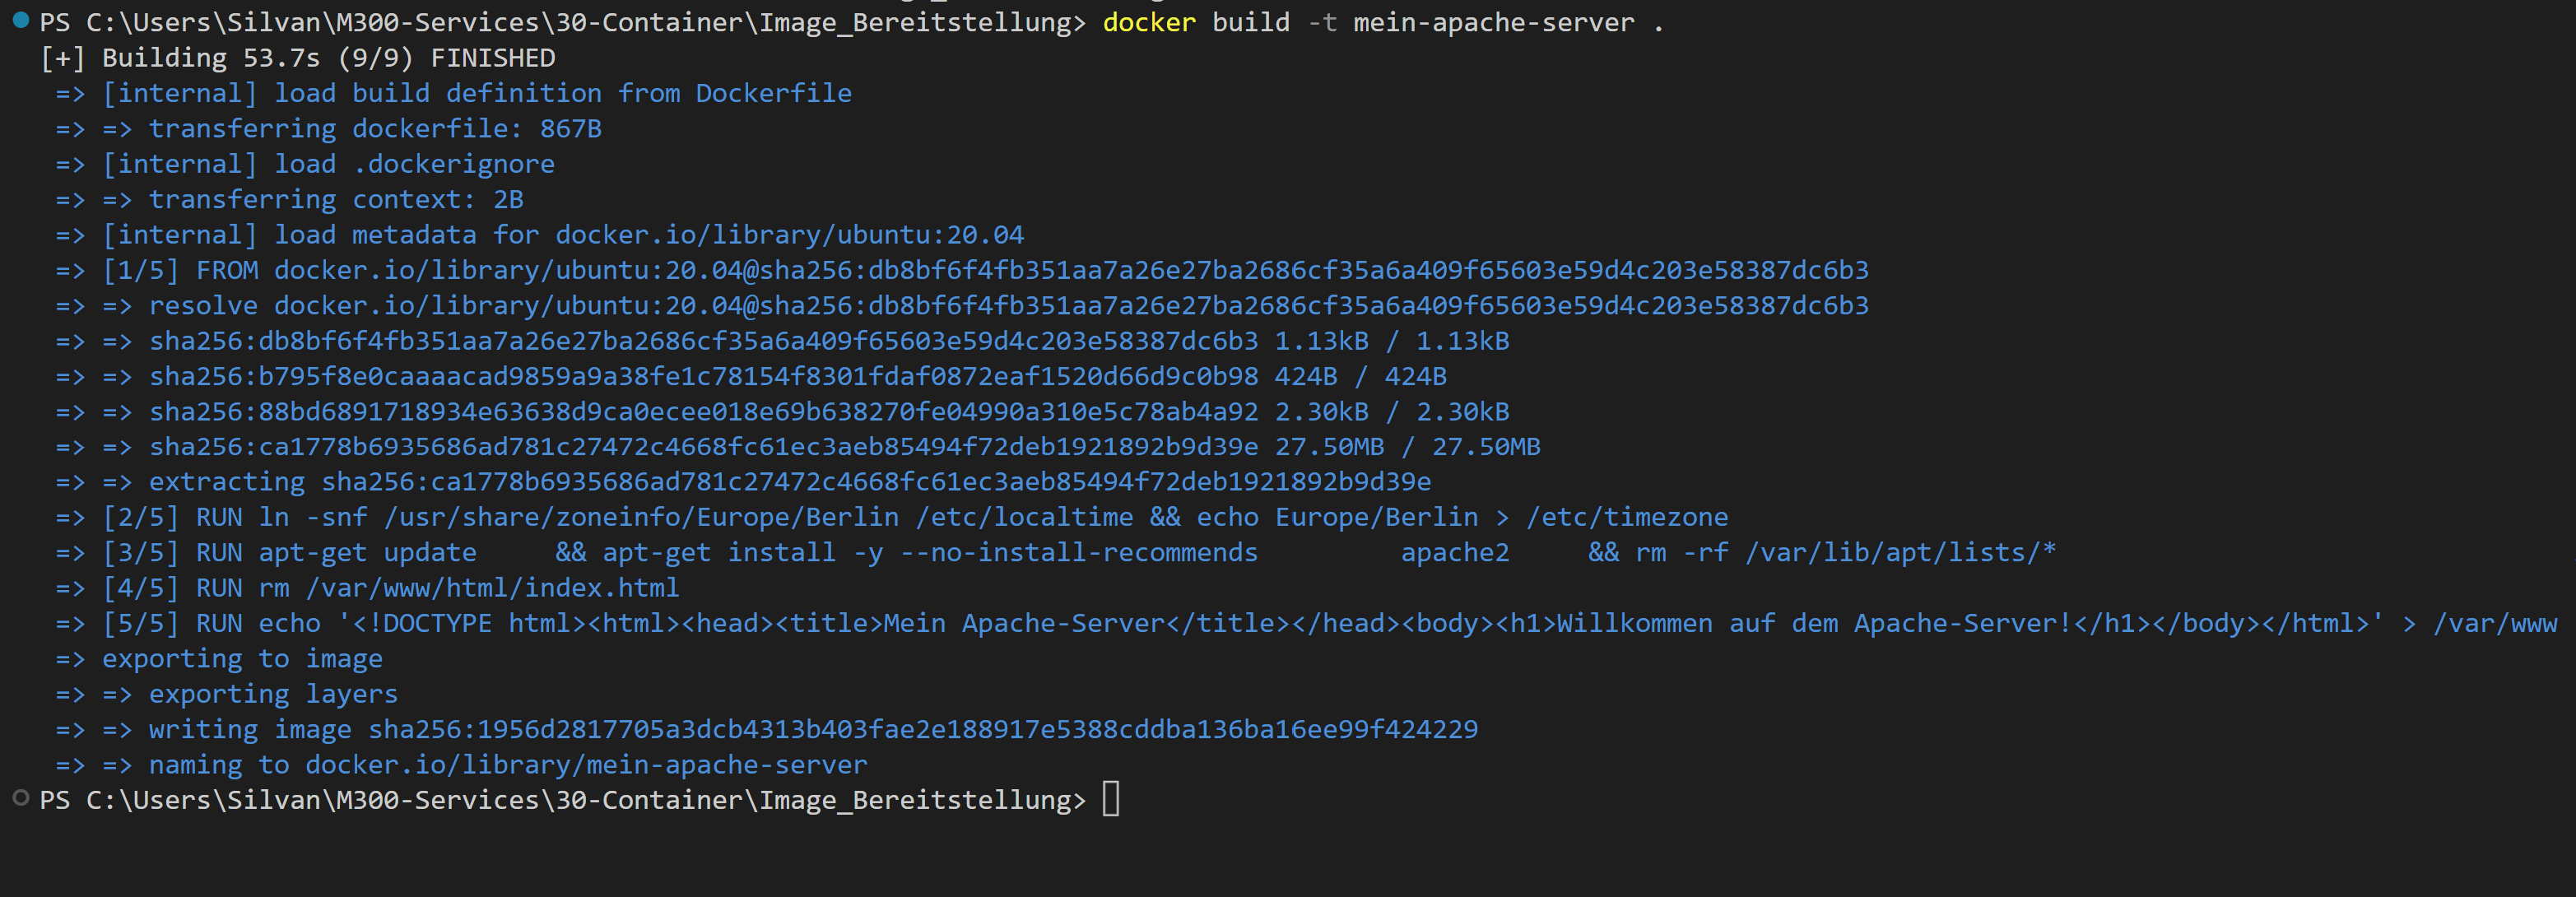 PS C:\Users\Silvan\M300-Services\30-Container\Image_Bereitstellung> docker build -t mein-apache-server .
[+] Building 53.7s (9/9) FINISHED
=> [internal] load build definition from Dockerfile
=> => transferring dockerfile: 867B
=> [internal] load .dockerignore
=> => transferring context: 2B
=> [internal] load metadata for docker.io/library/ubuntu:20.04
=> [1/5] FROM docker.io/library/ubuntu:20.04@sha256:db8bf6f4fb351aa7a26e27ba2686cf35a6a409f65603e59d4c203e58387dc6b3
=> => resolve docker.io/library/ubuntu:20.04@sha256:db8bf6f4fb351aa7a26e27ba2686cf35a6a409f65603e59d4c203e58387dc6b3
=> => sha256:db8bf6f4fb351aa7a26e27ba2686cf35a6a409f65603e59d4c203e58387dc6b3 1.13kB / 1.13kB
=> => sha256:b795f8e0caaaacad9859a9a38fe1c78154f8301fdaf0872eaf1520d66d9c0b98 424B / 424B
=> => sha256:88bd6891718934e63638d9ca0ecee018e69b638270fe04990a310e5c78ab4a92 2.30kB / 2.30kB
=> => sha256:ca1778b6935686ad781c27472c4668fc61ec3aeb85494f72deb1921892b9d39e 27.50MB / 27.50MB
=> => extracting sha256:ca1778b6935686ad781c27472c4668fc61ec3aeb85494f72deb1921892b9d39e
=> [2/5] RUN ln -snf /usr/share/zoneinfo/Europe/Berlin /etc/localtime && echo Europe/Berlin > /etc/timezone
=> [3/5] RUN apt-get update     && apt-get install -y --no-install-recommends         apache2     && rm -rf /var/lib/apt/lists/*
=> [4/5] RUN rm /var/www/html/index.html
=> [5/5] RUN echo '<!DOCTYPE html><html><head><title>Mein Apache-Server</title></head><body><h1>Willkommen auf dem Apache-Server!</h1></body></html>' > /var/www
=> exporting to image
=> => exporting layers
=> => writing image sha256:1956d2817705a3dcb4313b403fae2e188917e5388cddba136ba16ee99f424229
=> => naming to docker.io/library/mein-apache-server
PS C:\Users\Silvan\M300-Services\30-Container\Image_Bereitstellung>